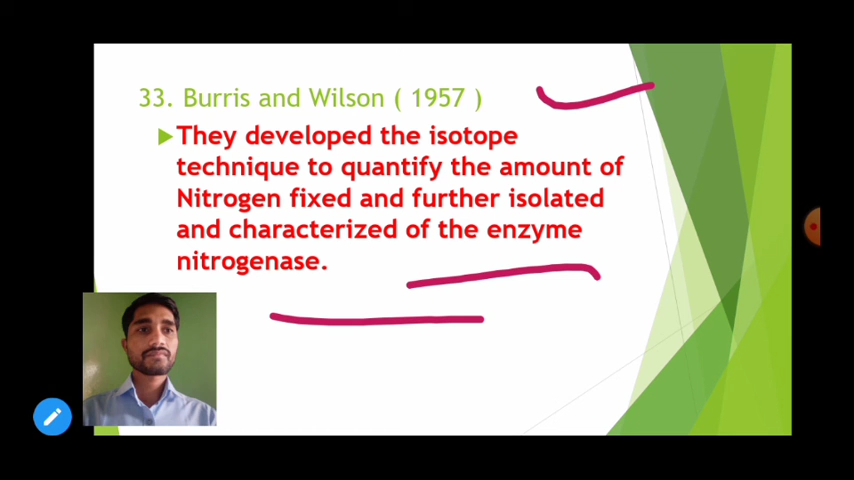 33. Burris and Wilson ( 1957 )
They developed the isotope
technique to quantify the amount of
Nitrogen fixed and further isolated
and characterized of the enzyme
nitrogenase.